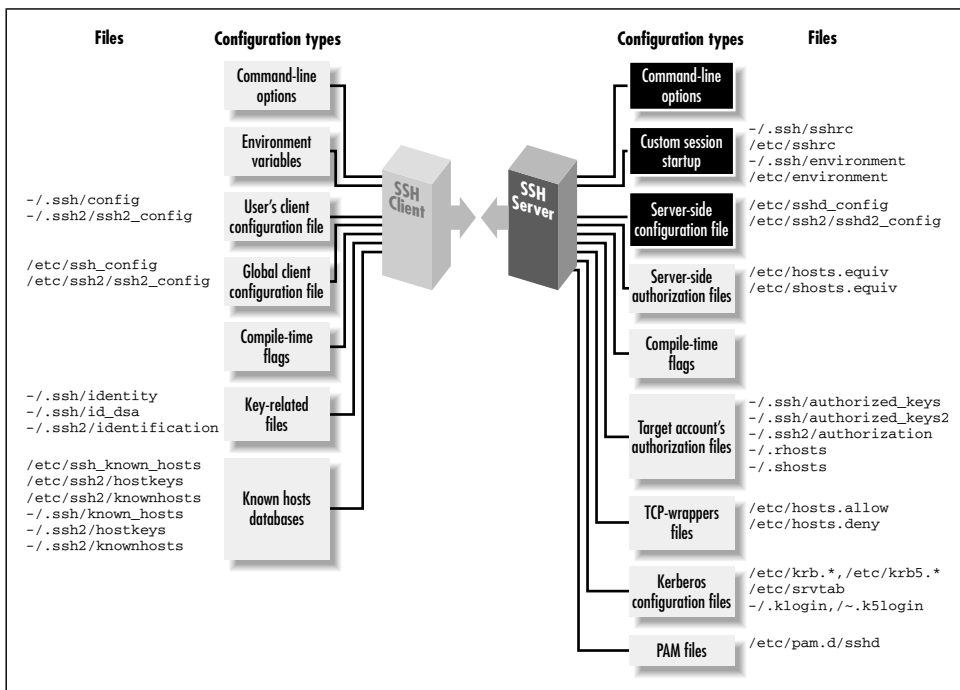 Files
Configuration types
Command-line
options
Environment
variables
-/.ssh/config
-/.ssh2/ssh2_config
User's client
configuration file
/etc/ssh_config
/etc/ssh2/ssh2_config
Global client
configuration file
Compile-time
flags
-/.ssh/identity
-/.ssh/id_dsa
-/.ssh2/identification
Key-related
files
/etc/ssh_known_hosts
/etc/ssh2/hostkeys
/etc/ssh2/knownhosts
-/.ssh/known_hosts
-/.ssh2/hostkeys
-/.ssh2/knownhosts
Known hosts
databases
SSH
Client
SSH
Server
Configuration types
Files
Command-line
options
Custom session
startup
-/.ssh/sshrc
/etc/sshrc
-/.ssh/environment
/etc/environment
Server-side
configuration file
/etc/sshd_config
/etc/ssh2/sshd2_config
Server-side
authorization files
/etc/hosts.equiv
/etc/shosts.equiv
Compile-time
flags
Target account's
authorization files
-/.ssh/authorized_keys
-/.ssh/authorized_keys2
-/.ssh2/authorization
-/.rhosts
-/.shosts
TCP-wrappers
files
/etc/hosts.allow
/etc/hosts.deny
Kerberos
configuration files
/etc/krb.*,/etc/krb5.*
/etc/srvtab
-/.klogin,/~.k5login
PAM files
/etc/pam.d/sshd